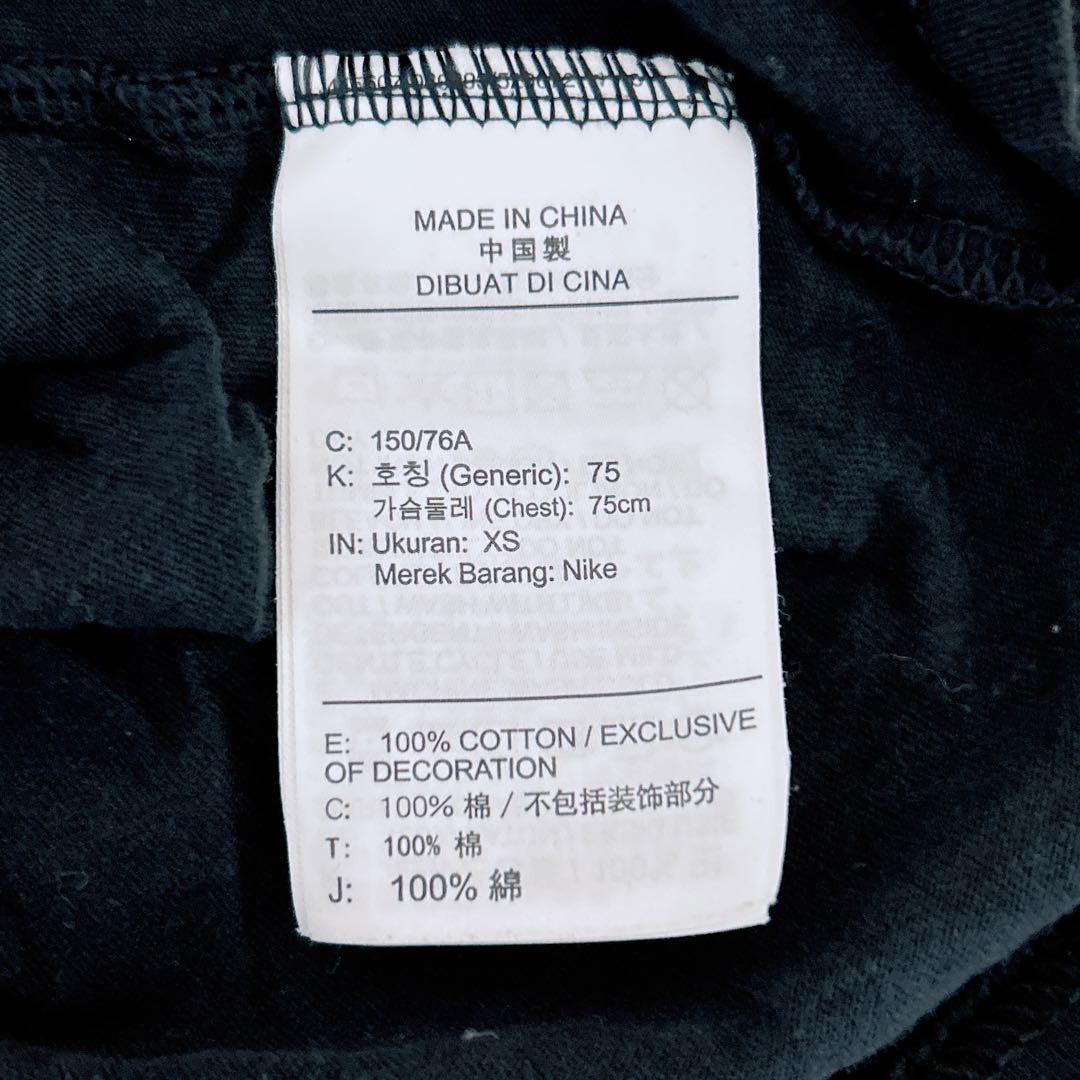 MADE IN CHINA
中国製
DIBUAT DI CINA
C: 150/76A
K: 호칭 (Generic): 75
가슴둘레 (Chest): 75cm
IN: Ukuran: XS
Merek Barang: Nike
E: 100% COTTON / EXCLUSIVE
OF DECORATION
C: 100% 棉 / 不包括装饰部分
T: 100% 棉
J: 100% 綿